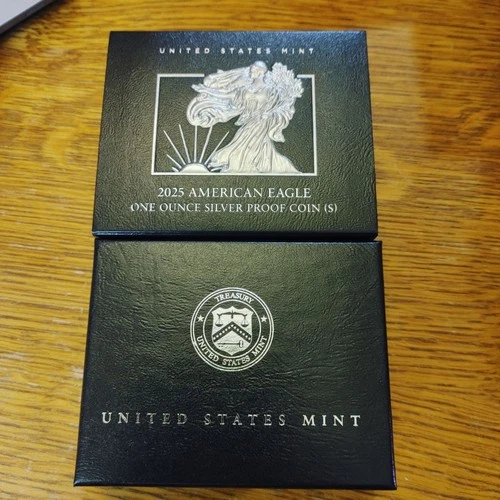 UNITED STATES MINT
2025 AMERICAN EAGLE
ONE OUNCE SILVER PROOF COIN (S)
TREASURY
UNITED STATES MINT
UNITED STATES MINT